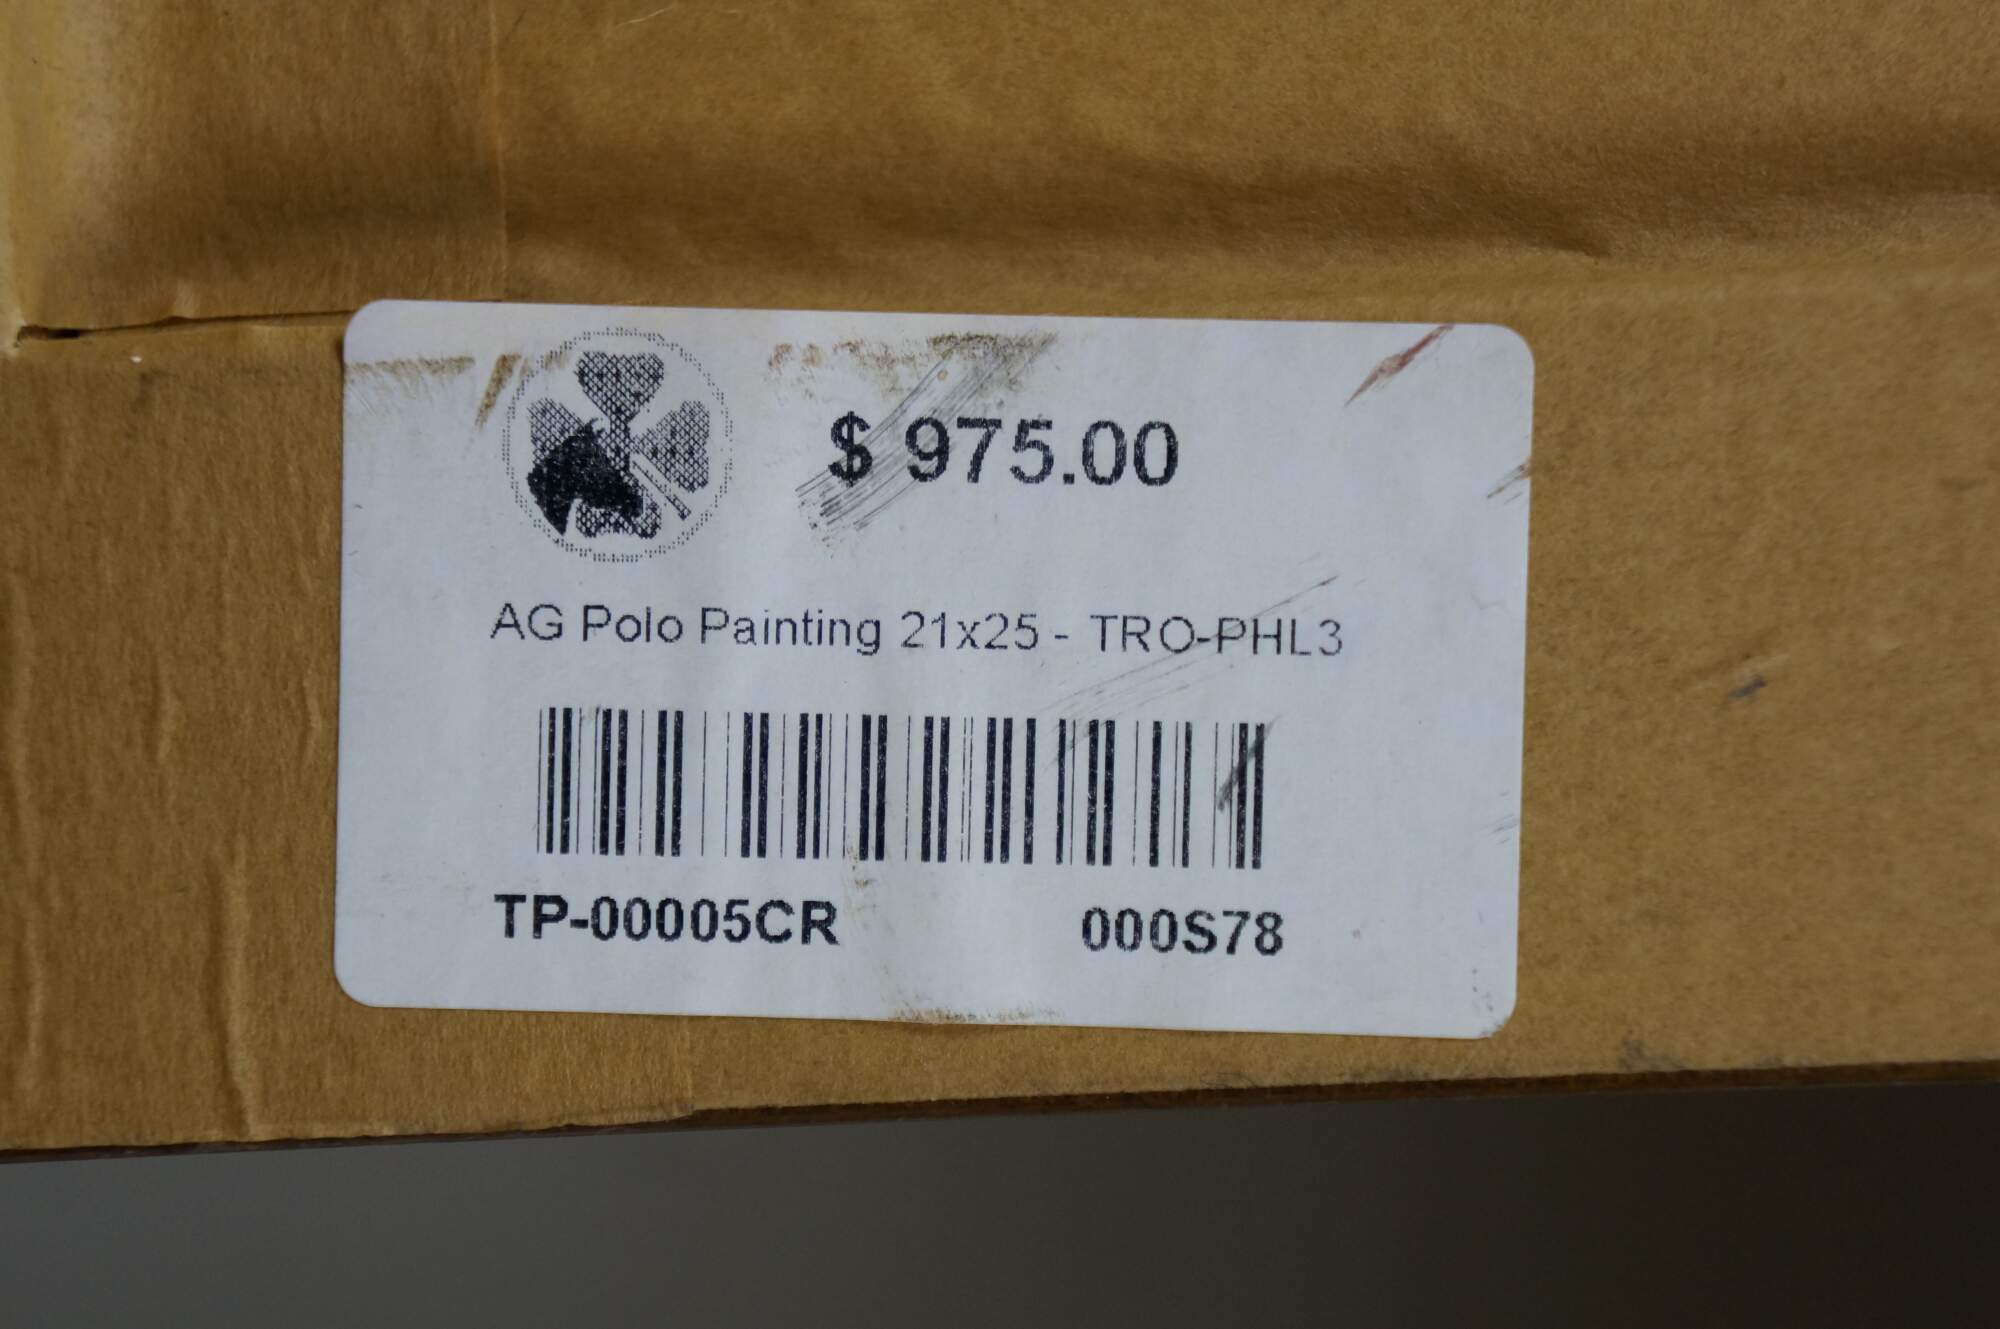 $ 975.00
AG Polo Painting 21x25 - TRO-PHL3
TP-00005CR 000S78